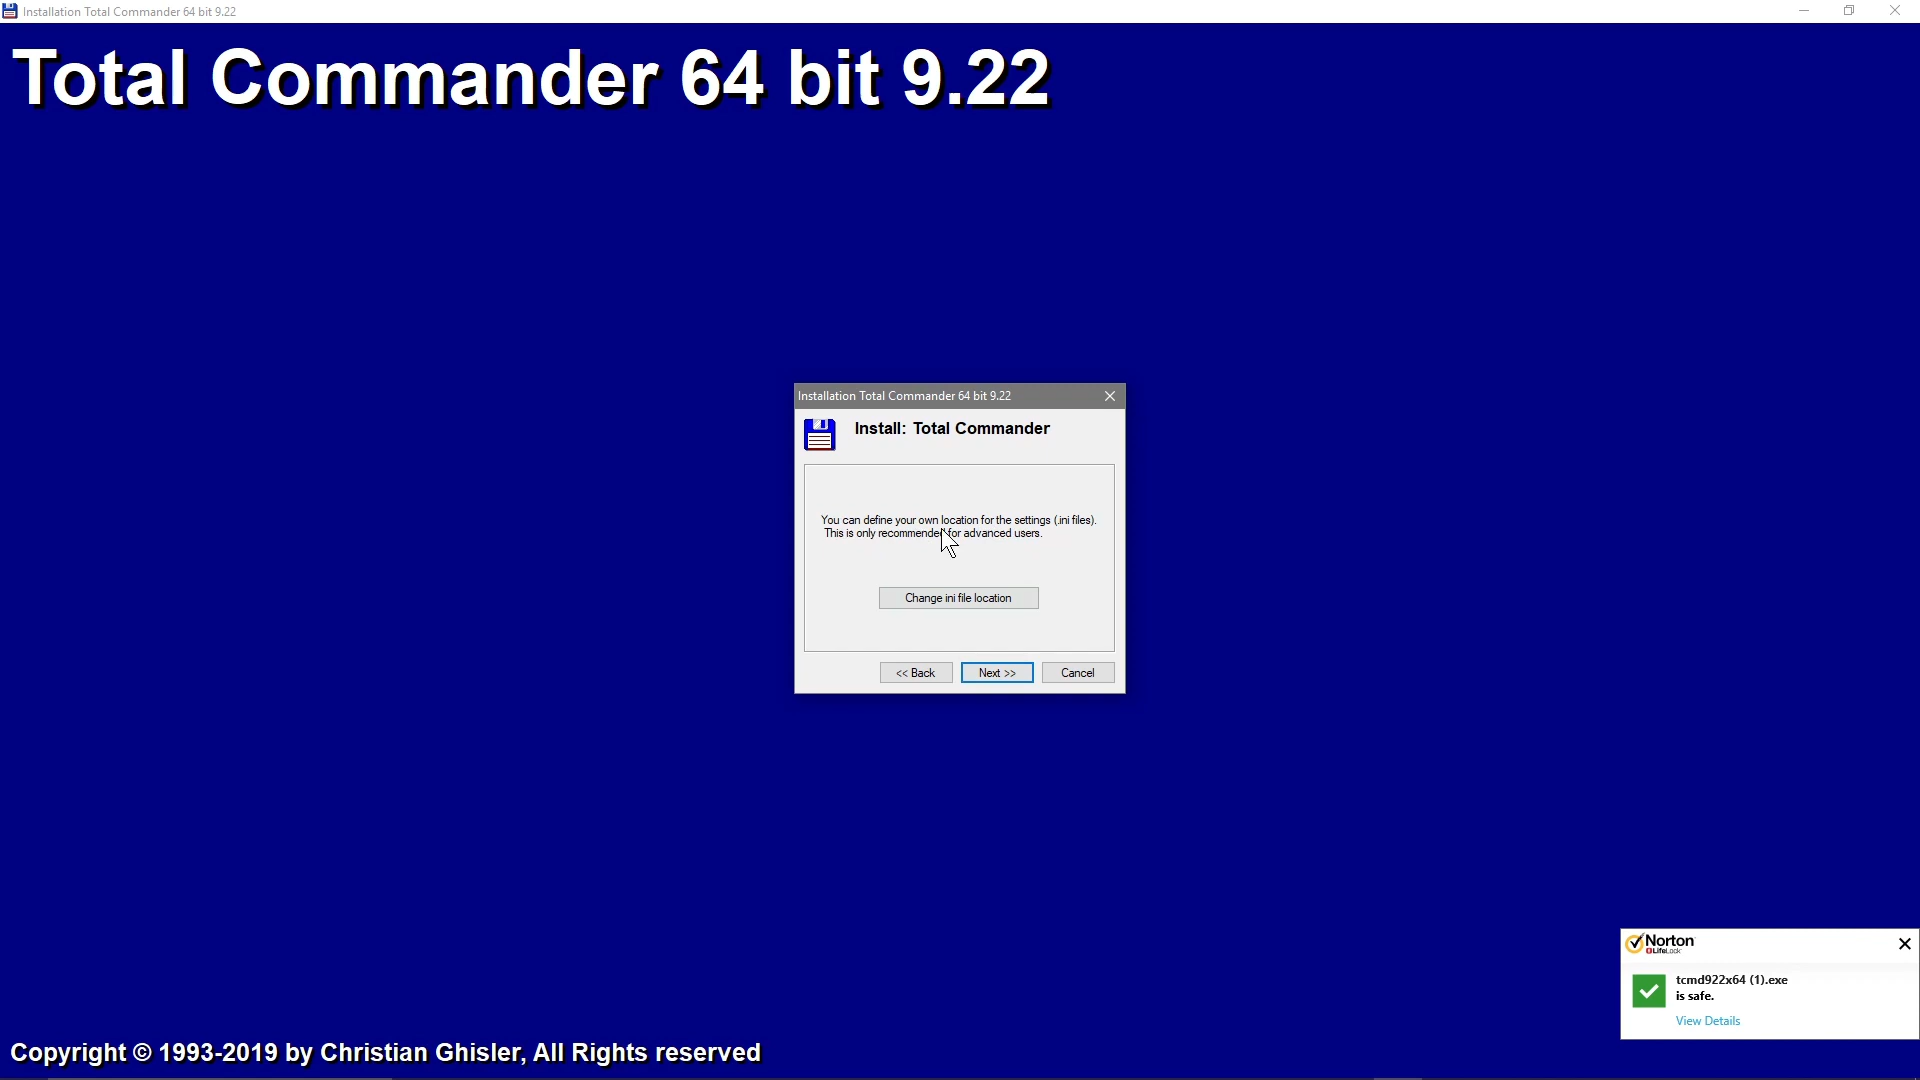 Installation Total Commander 64 bit 9.22
Total Commander 64 bit 9.22
Installation Total Commander 64 bit 9.22
Install: Total Commander
You can define your own location for the settings (.ini files).
This is only recommended for advanced users.
Change ini file location
<< Back
Next >>
Cancel
Norton
LifeLock
tcmd922x64 (1).exe
is safe.
View Details
Copyright © 1993-2019 by Christian Ghisler, All Rights reserved